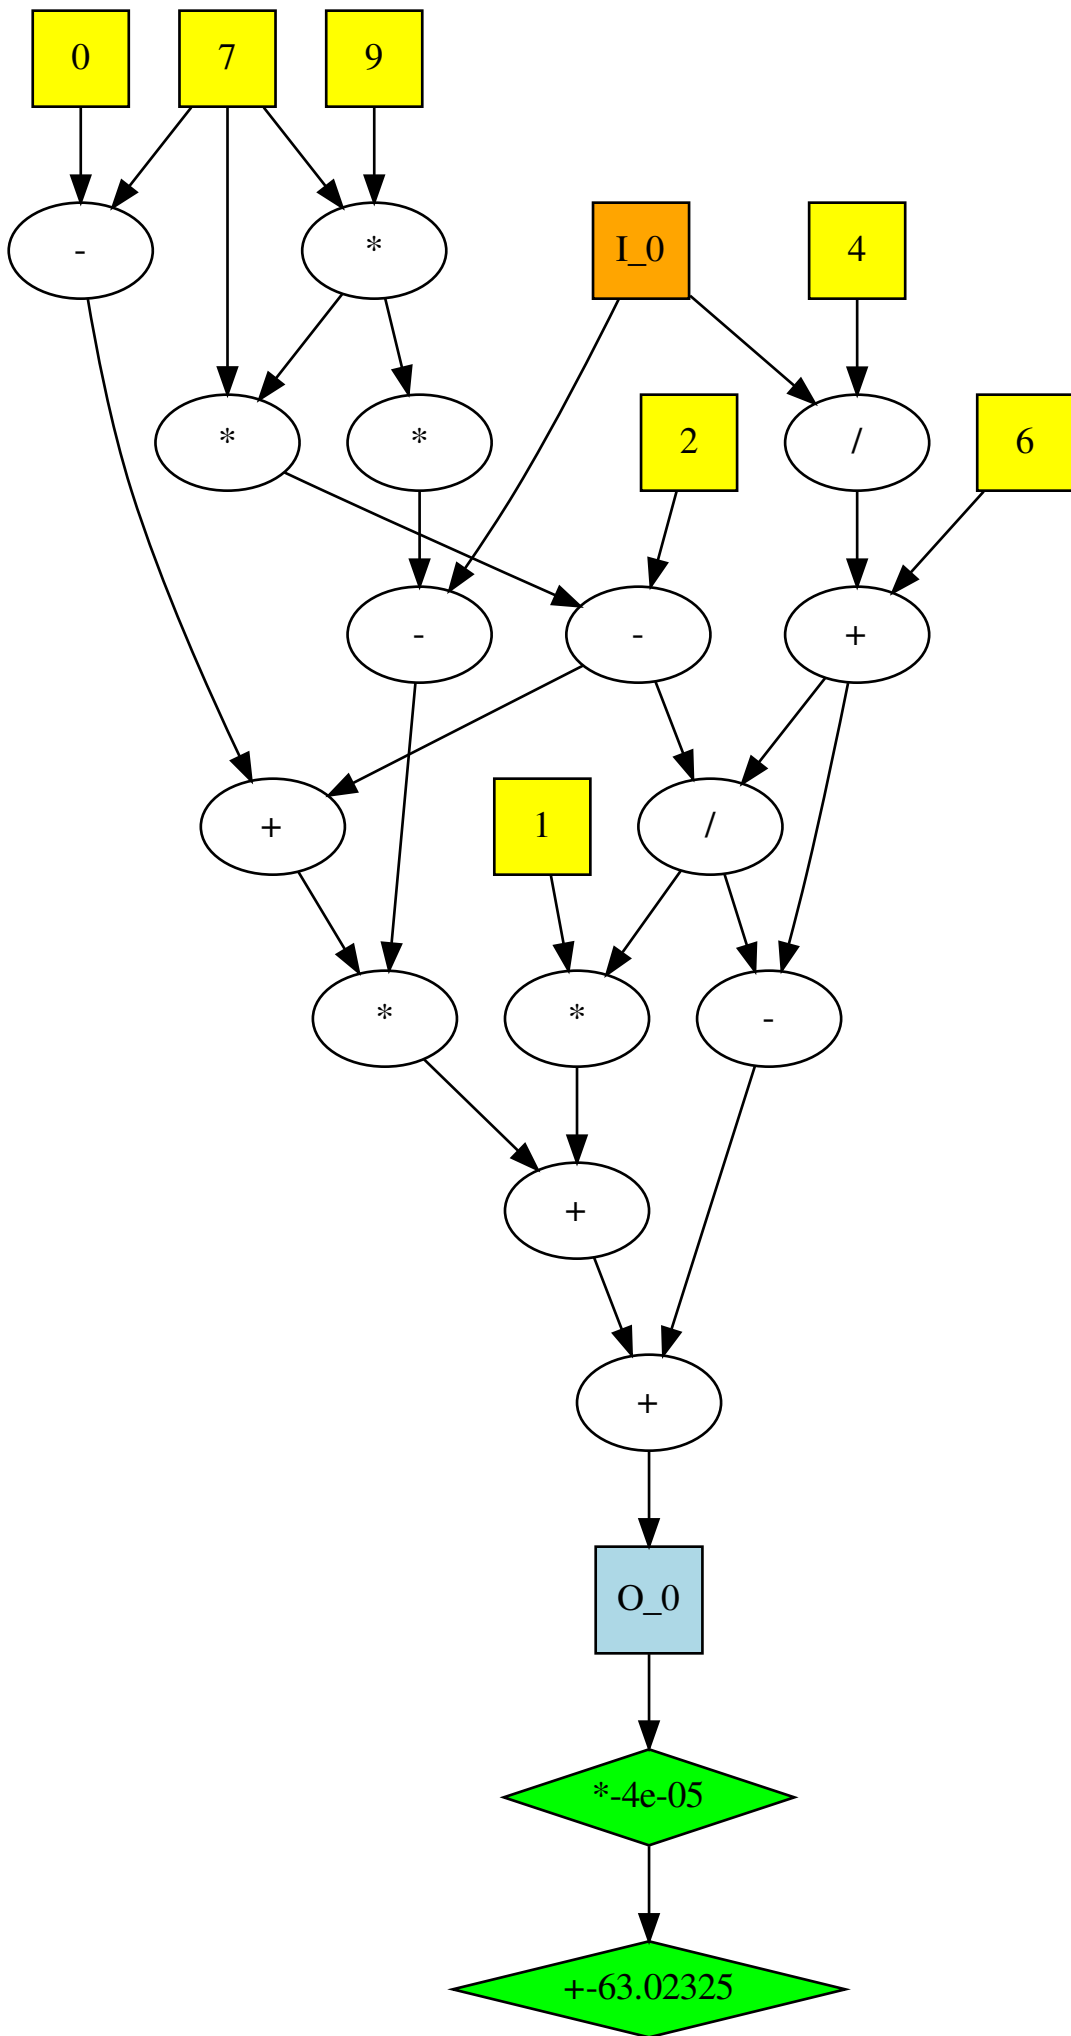 0 7 9
- * I_0 4
* * 2 / 6
- - +
+ 1 /
* * -
+
+
O_0
*-4e-05
+-63.02325